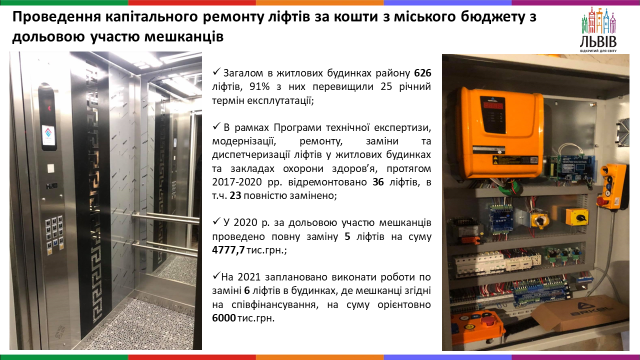 Проведення капітального ремонту ліфтів за кошти з міського бюджету з
дольовою участю мешканців
ЛЬВІВ
ВІДКРИТИЙ ДЛЯ СВІТУ
✓ Загалом в житлових будинках району 626
ліфтів, 91% з них перевищили 25 річний
термін експлутатації;
✓ В рамках Програми технічної експертизи,
модернізації, ремонту, заміни та
диспетчеризації ліфтів у житлових будинках
та закладах охорони здоров’я, протягом
2017-2020 рр. відремонтовано 36 ліфтів, в
т.ч. 23 повністю замінено;
✓ У 2020 р. за дольовою участю мешканців
проведено повну заміну 5 ліфтів на суму
4777,7 тис.грн.;
✓На 2021 заплановано виконати роботи по
заміні 6 ліфтів в будинках, де мешканці згідні
на співфінансування, на суму орієнтовно
6000 тис.грн.